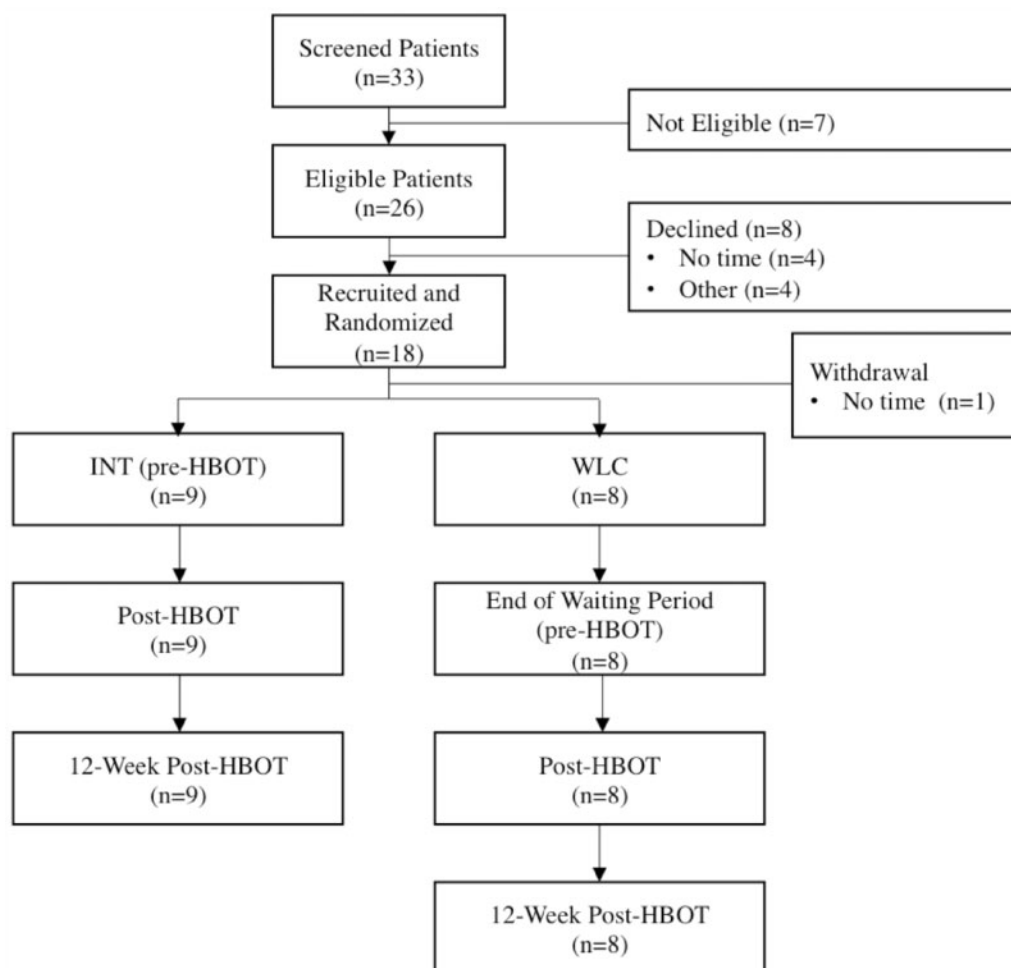 Screened Patients
(n=33)
Not Eligible (n=7)
Eligible Patients
(n=26)
Declined (n=8)
• No time (n=4)
• Other (n=4)
Recruited and
Randomized
(n=18)
Withdrawal
• No time (n=1)
INT (pre-HBOT)
(n=9)
WLC
(n=8)
Post-HBOT
(n=9)
End of Waiting Period
(pre-HBOT)
(n=8)
12-Week Post-HBOT
(n=9)
Post-HBOT
(n=8)
12-Week Post-HBOT
(n=8)